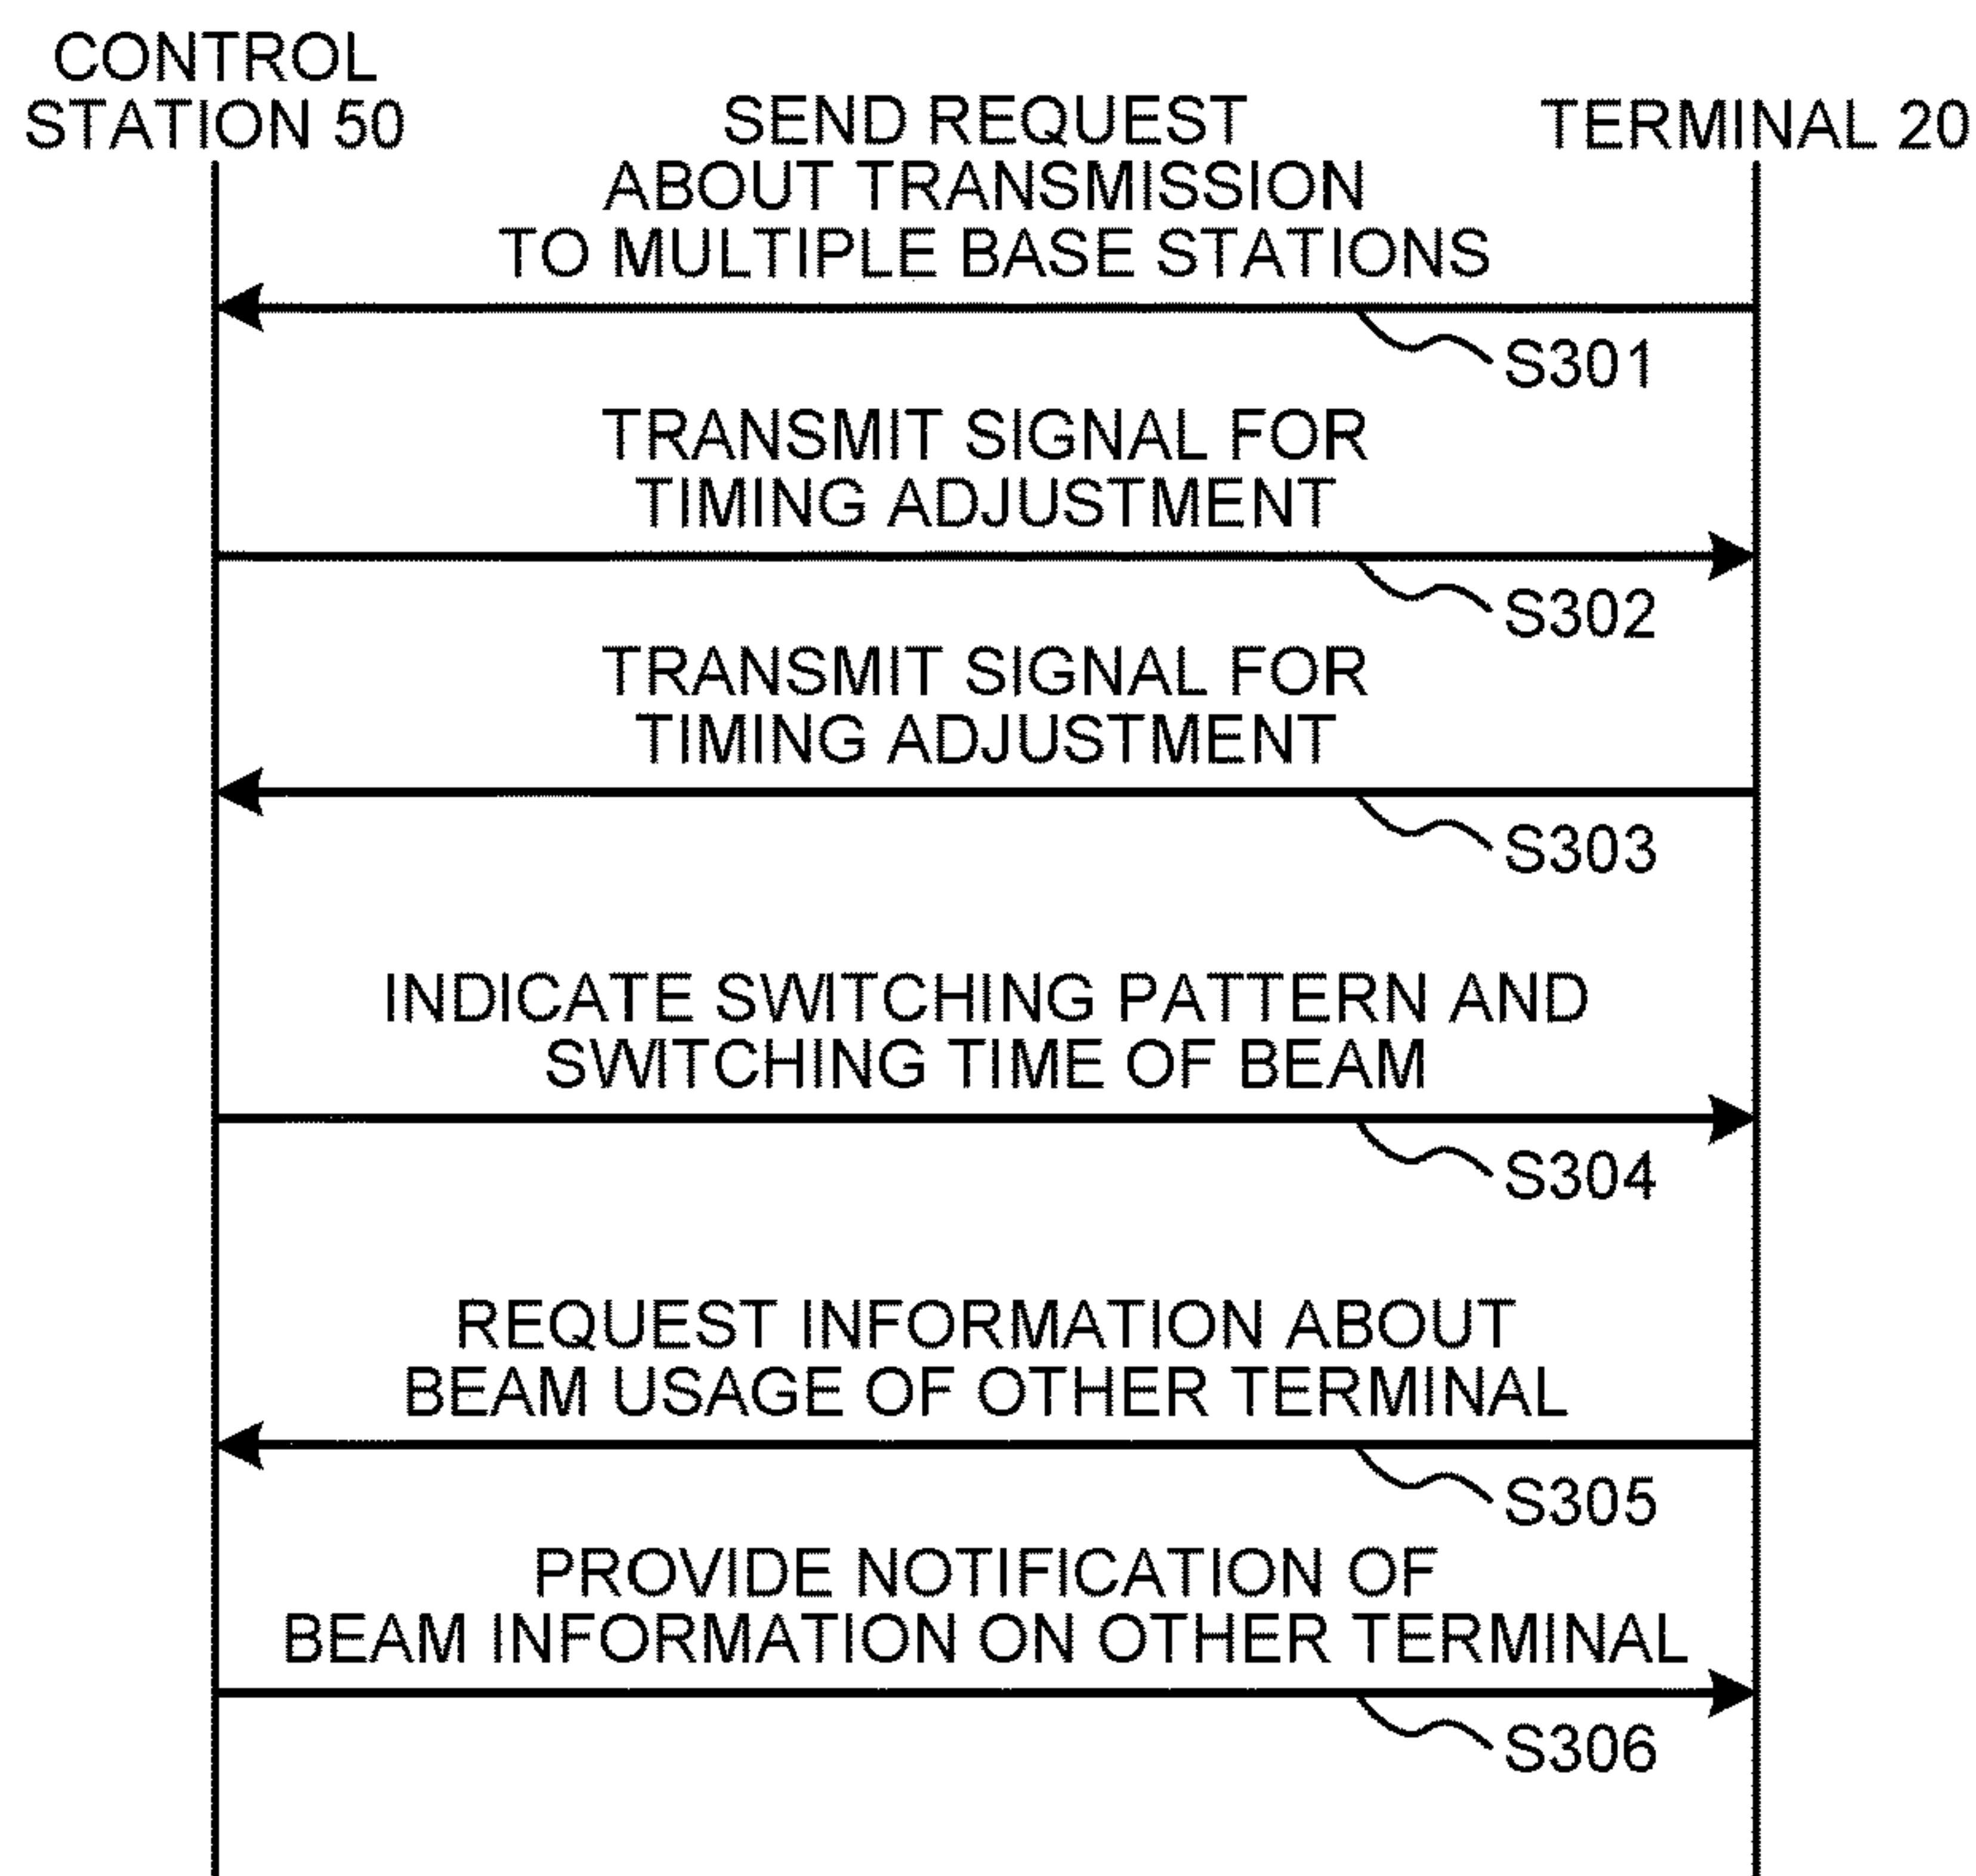 CONTROL
STATION 50
SEND REQUEST
ABOUT TRANSMISSION
TO MULTIPLE BASE STATIONS
TERMINAL 20
S301
TRANSMIT SIGNAL FOR
TIMING ADJUSTMENT
S302
TRANSMIT SIGNAL FOR
TIMING ADJUSTMENT
S303
INDICATE SWITCHING PATTERN AND
SWITCHING TIME OF BEAM
S304
REQUEST INFORMATION ABOUT
BEAM USAGE OF OTHER TERMINAL
S305
PROVIDE NOTIFICATION OF
BEAM INFORMATION ON OTHER TERMINAL
S306